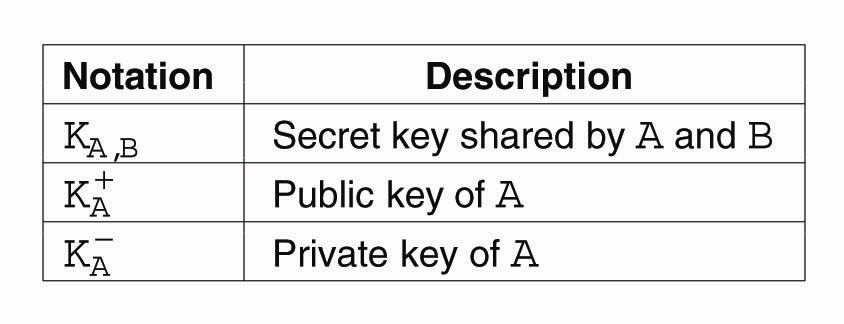 Notation Description
K_A,B Secret key shared by A and B
K_A^+ Public key of A
K_A^− Private key of A